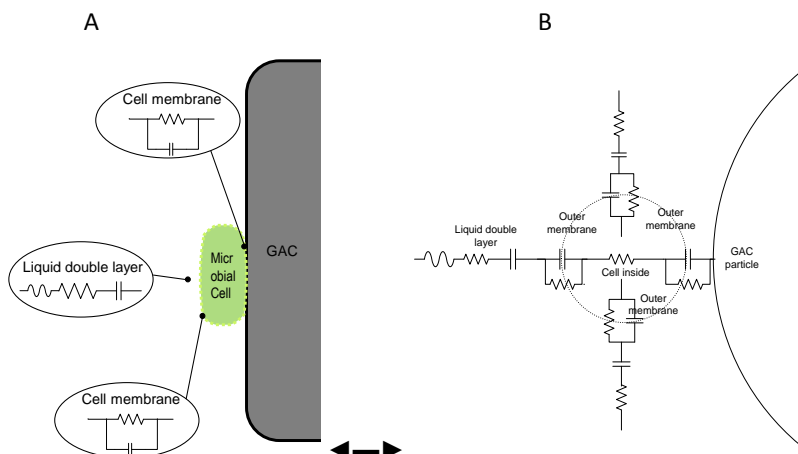 A
B
Cell membrane
Liquid double layer
Micr
obial
Cell
GAC
Cell membrane
Liquid double
layer
Outer
membrane
Outer
membrane
Cell inside
GAC
particle
Outer
membrane